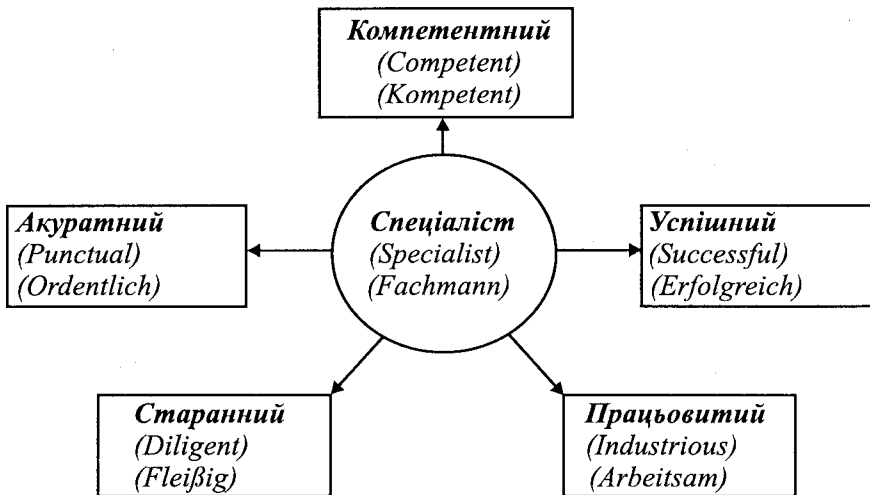 Компетентний
(Competent)
(Kompetent)
Акуратний
(Punctual)
(Ordentlich)
Спеціаліст
(Specialist)
(Fachmann)
Успішний
(Successful)
(Erfolgreich)
Старанний
(Diligent)
(Fleißig)
Працьовитий
(Industrious)
(Arbeitsam)